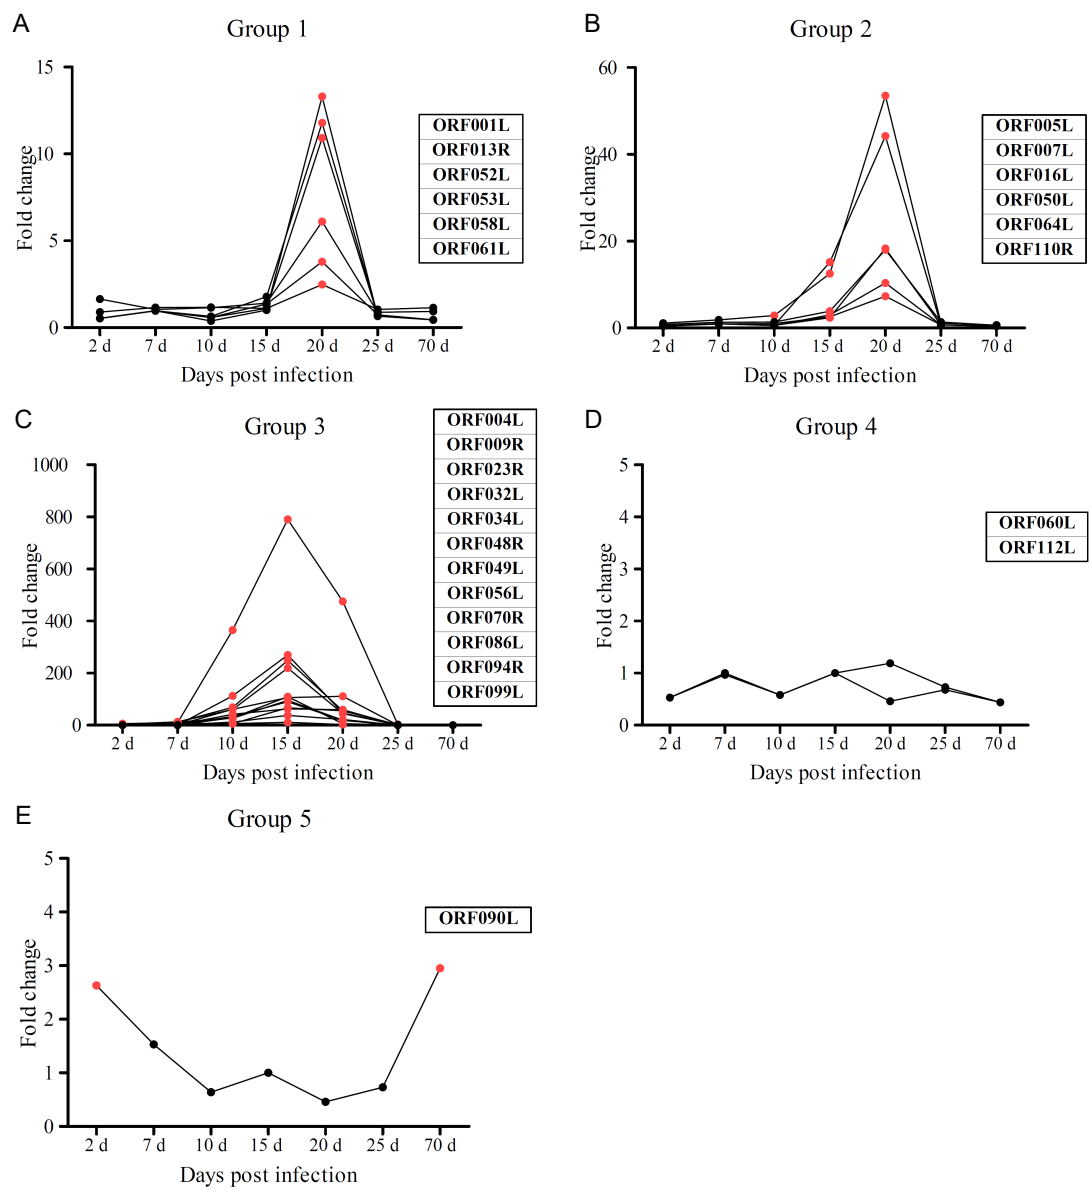 A
Group 1
15
10
5
0
Fold change
2 d 7 d 10 d 15 d 20 d 25 d 70 d
Days post infection
ORF001L
ORF013R
ORF052L
ORF053L
ORF058L
ORF061L
B
Group 2
60
40
20
0
Fold change
2 d 7 d 10 d 15 d 20 d 25 d 70 d
Days post infection
ORF005L
ORF007L
ORF016L
ORF050L
ORF064L
ORF110R
C
Group 3
1000
800
600
400
200
0
Fold change
2 d 7 d 10 d 15 d 20 d 25 d 70 d
Days post infection
ORF004L
ORF009R
ORF023R
ORF032L
ORF034L
ORF048R
ORF049L
ORF056L
ORF070R
ORF086L
ORF094R
ORF099L
D
Group 4
5
4
3
2
1
0
Fold change
2 d 7 d 10 d 15 d 20 d 25 d 70 d
Days post infection
ORF060L
ORF112L
E
Group 5
5
4
3
2
1
0
Fold change
2 d 7 d 10 d 15 d 20 d 25 d 70 d
Days post infection
ORF090L